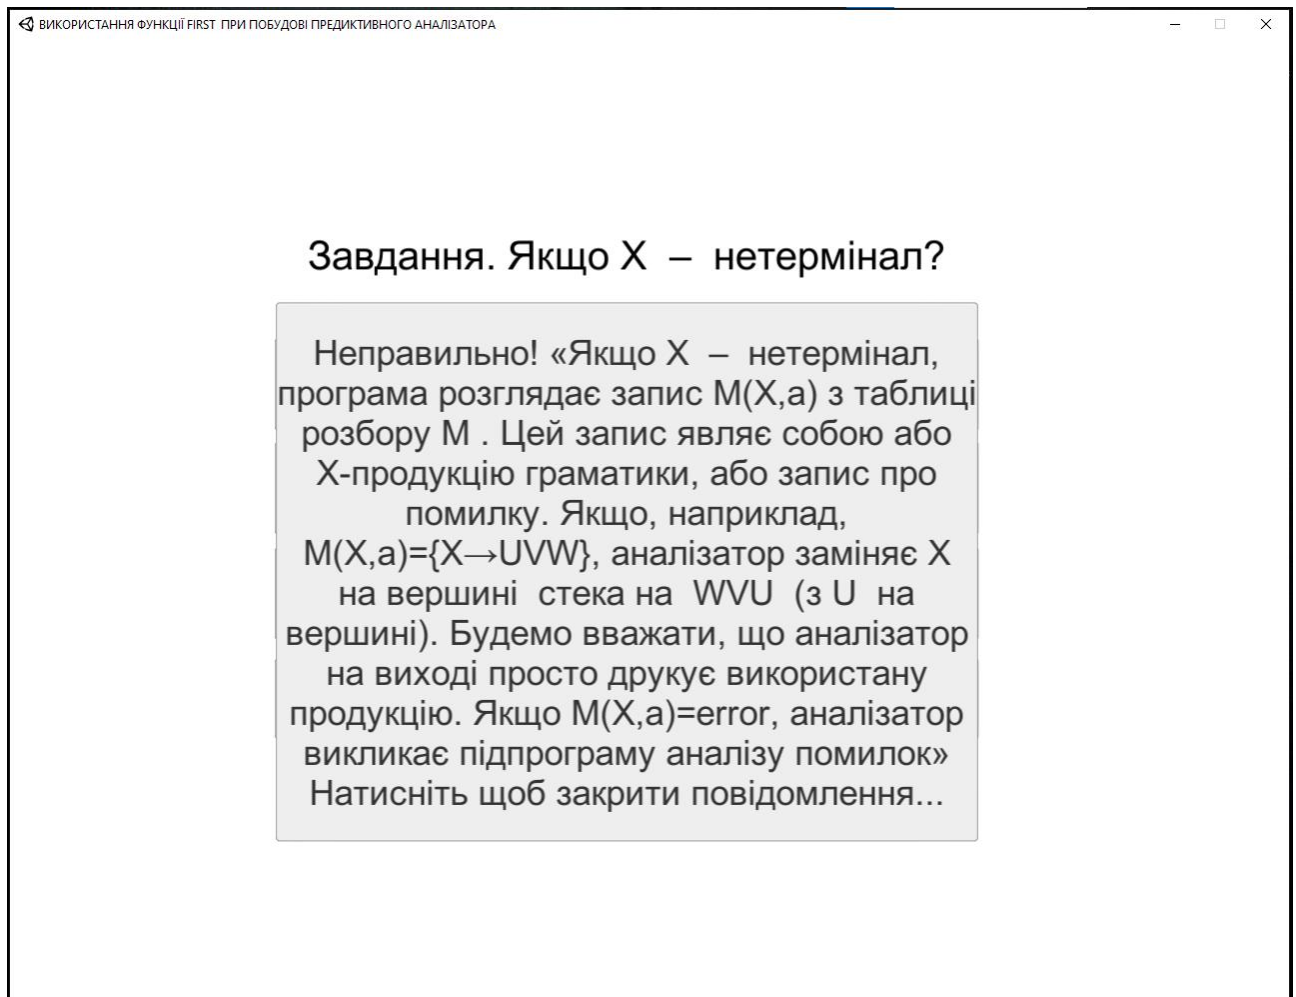 ВИКОРИСТАННЯ ФУНКЦІЇ FIRST ПРИ ПОБУДОВІ ПРЕДИКТИВНОГО АНАЛІЗАТОРА
Завдання. Якщо X – нетермінал?
Неправильно! «Якщо X – нетермінал,
програма розглядає запис M(X,a) з таблиці
розбору M . Цей запис являє собою або
X-продукцію граматики, або запис про
помилку. Якщо, наприклад,
M(X,a)={X→UVW}, аналізатор заміняє X
на вершині стека на WVU (з U на
вершині). Будемо вважати, що аналізатор
на виході просто друкує використану
продукцію. Якщо M(X,a)=error, аналізатор
викликає підпрограму аналізу помилок»
Натисніть щоб закрити повідомлення...